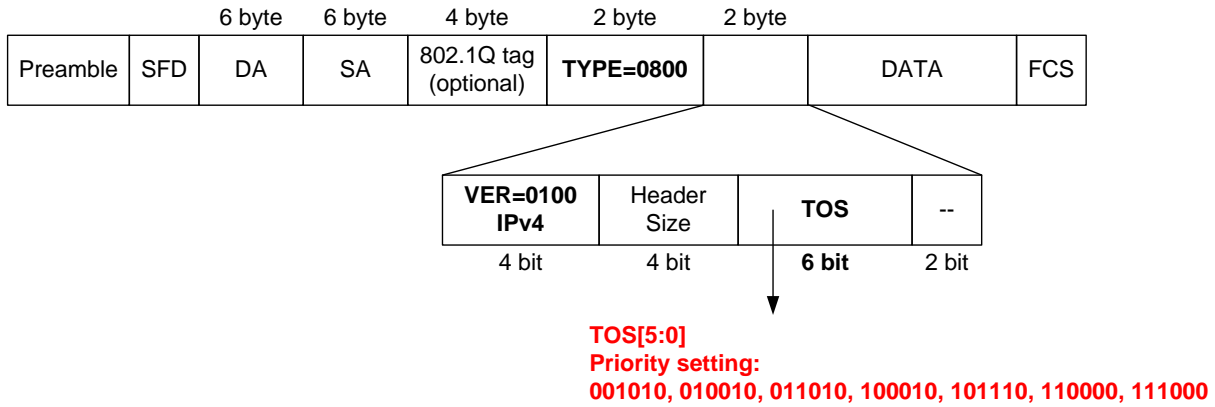 6 byte 6 byte 4 byte 2 byte 2 byte
Preamble SFD DA SA 802.1Q tag (optional) TYPE=0800 DATA FCS
VER=0100 IPv4 Header Size TOS --
4 bit 4 bit 6 bit 2 bit
TOS[5:0]
Priority setting:
001010, 010010, 011010, 100010, 101110, 110000, 111000